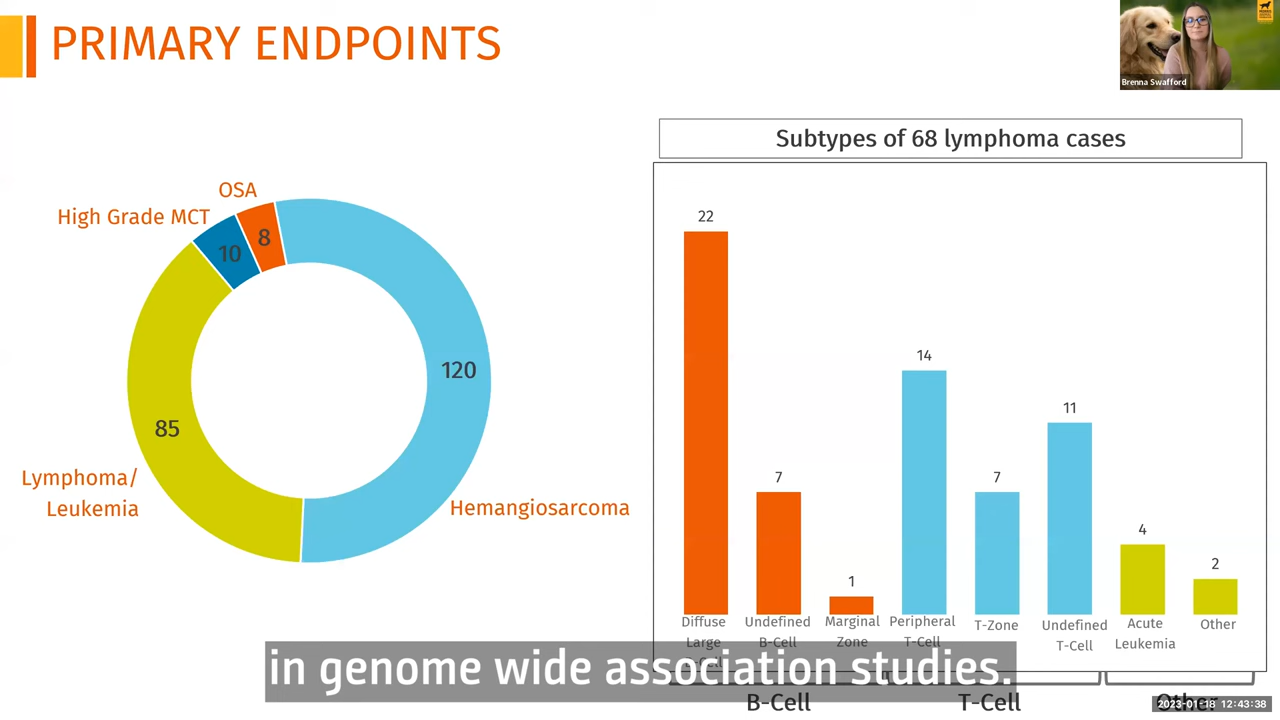 PRIMARY ENDPOINTS
Brenna Swafford
Subtypes of 68 lymphoma cases
OSA
High Grade MCT
8
10
120
85
Lymphoma/
Leukemia
Hemangiosarcoma
22
14
11
7
7
4
2
1
Diffuse
Large
Undefined
B-Cell
Marginal
Zone
Peripheral
T-Cell
T-Zone
Undefined
T-Cell
Acute
Leukemia
Other
in genome wide association studies.
B-Cell
T-Cell
Other
2023-01-18 12:43:38